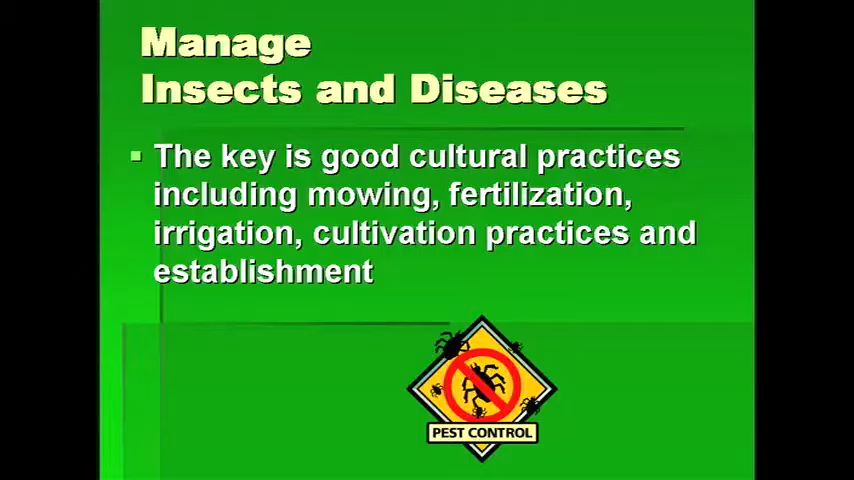 Manage
Insects and Diseases
The key is good cultural practices
including mowing, fertilization,
irrigation, cultivation practices and
establishment
PEST CONTROL